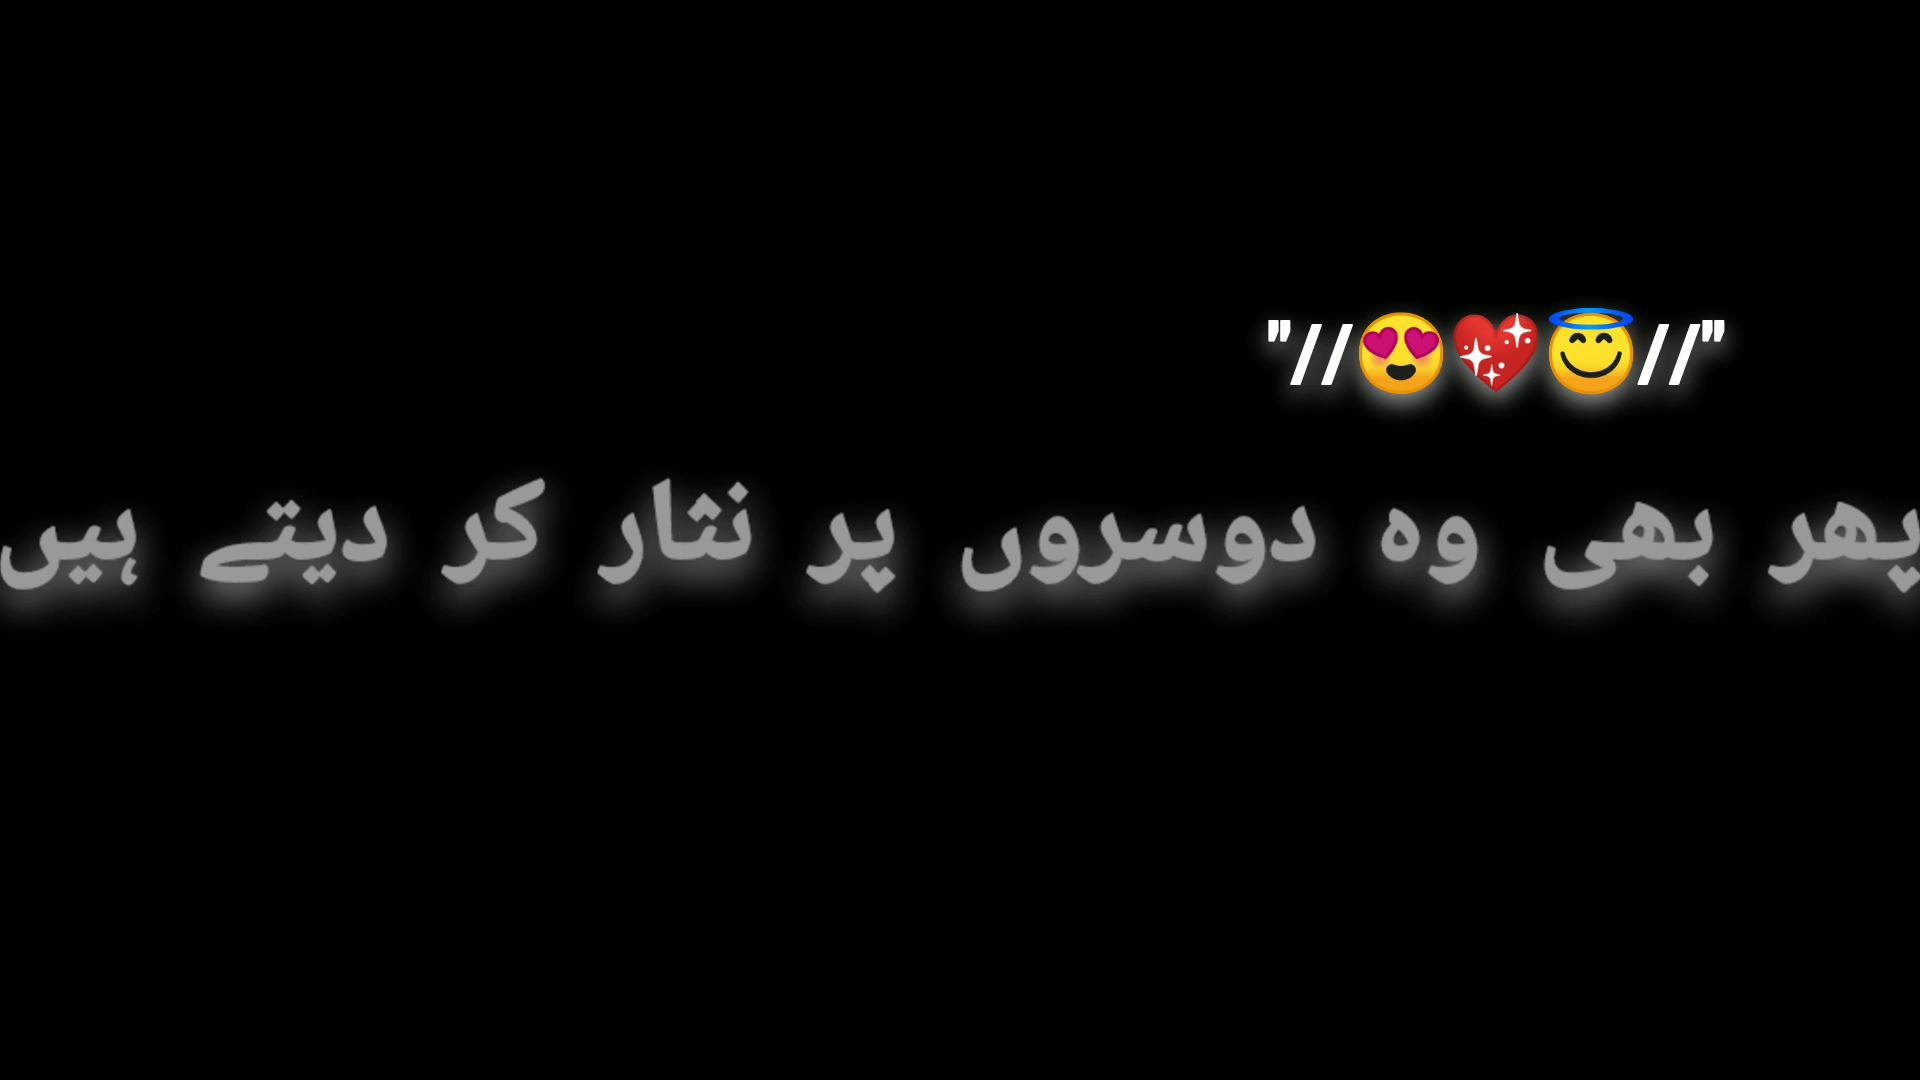 "//😍💖😇//"
پھر بھی وہ دوسروں پر نثار کر دیتے ہیں